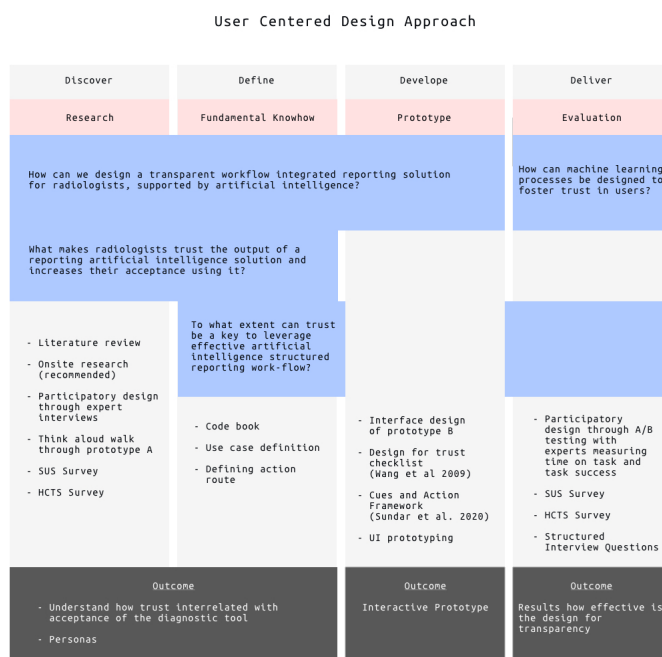 User Centered Design Approach
Discover
Define
Develope
Deliver
Research
Fundamental Knowhow
Prototype
Evaluation
How can we design a transparent workflow integrated reporting solution
for radiologists, supported by artificial intelligence?
How can machine learning
processes be designed to
foster trust in users?
What makes radiologists trust the output of a
reporting artificial intelligence solution and
increases their acceptance using it?
To what extent can trust
be a key to leverage
effective artificial
intelligence structured
reporting work-flow?
- Literature review
- Onsite research
(recommended)
- Participatory design
through expert
interviews
- Think aloud walk
through prototype A
- SUS Survey
- HCTS Survey
- Code book
- Use case definition
- Defining action
route
- Interface design
of prototype B
- Design for trust
checklist
(Wang et al 2009)
- Cues and Action
Framework
(Sundar et al. 2020)
- UI prototyping
- Participatory
design through A/B
testing with
experts measuring
time on task and
task success
- SUS Survey
- HCTS Survey
- Structured
Interview Questions
Outcome
- Understand how trust interrelated with
acceptance of the diagnostic tool
- Personas
Outcome
Interactive Prototype
Outcome
Results how effective is
the design for
transparency